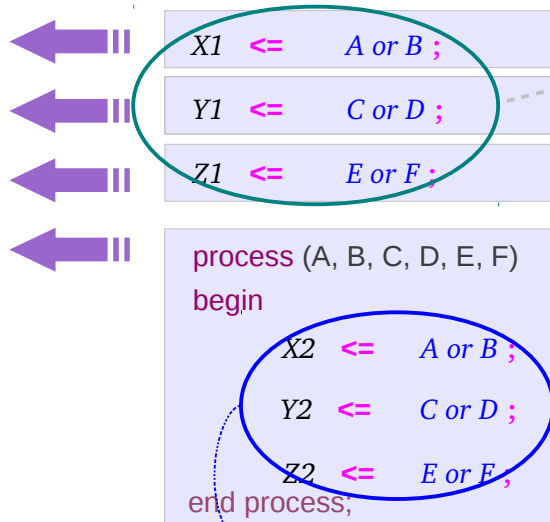 X1 <= A or B ;
Y1 <= C or D ;
Z1 <= E or F ;
process (A, B, C, D, E, F)
begin
X2 <= A or B ;
Y2 <= C or D ;
Z2 <= E or F ;
end process;